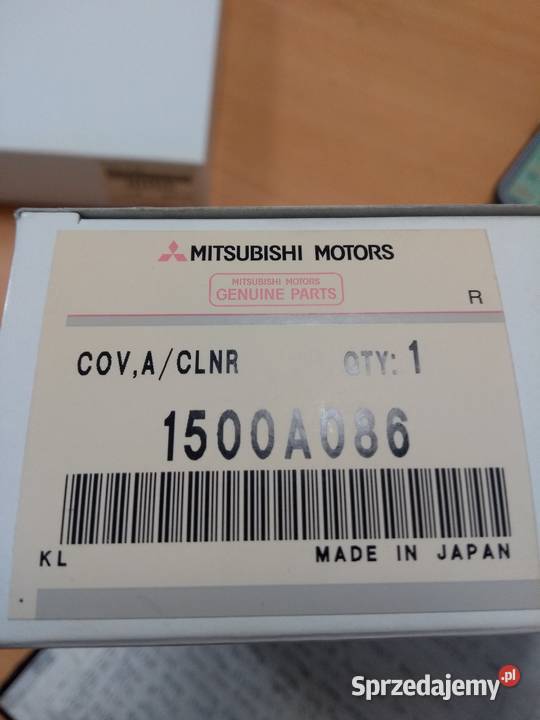 MITSUBISHI MOTORS
MITSUBISHI MOTORS
GENUINE PARTS
R
COV,A/CLNR QTY: 1
1500A086
KL MADE IN JAPAN
Sprzedajemy.pl